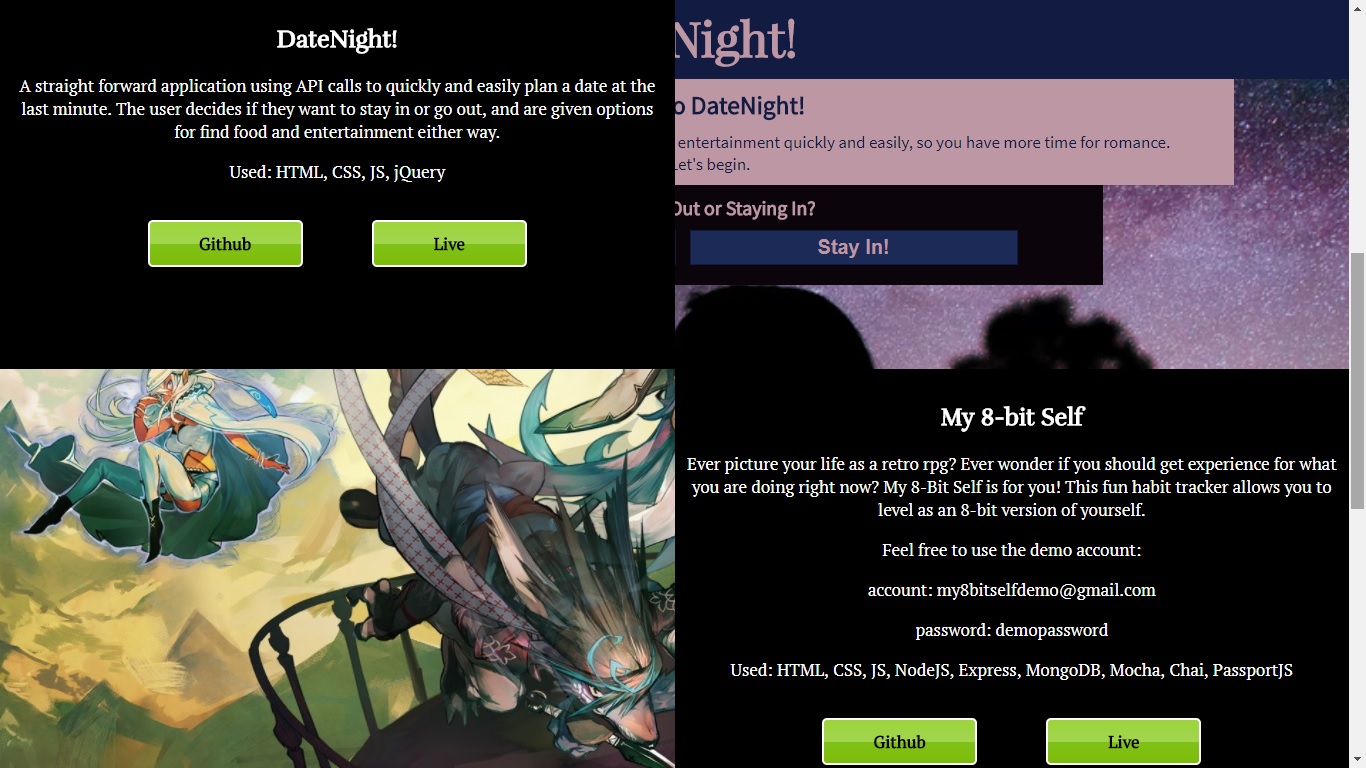 DateNight!
A straight forward application using API calls to quickly and easily plan a date at the
last minute. The user decides if they want to stay in or go out, and are given options
for find food and entertainment either way.
Used: HTML, CSS, JS, jQuery
Github
Live
Night!
o DateNight!
entertainment quickly and easily, so you have more time for romance.
Let's begin.
Out or Staying In?
Stay In!
My 8-bit Self
Ever picture your life as a retro rpg? Ever wonder if you should get experience for what
you are doing right now? My 8-Bit Self is for you! This fun habit tracker allows you to
level as an 8-bit version of yourself.
Feel free to use the demo account:
account: my8bitselfdemo@gmail.com
password: demopassword
Used: HTML, CSS, JS, NodeJS, Express, MongoDB, Mocha, Chai, PassportJS
Github
Live